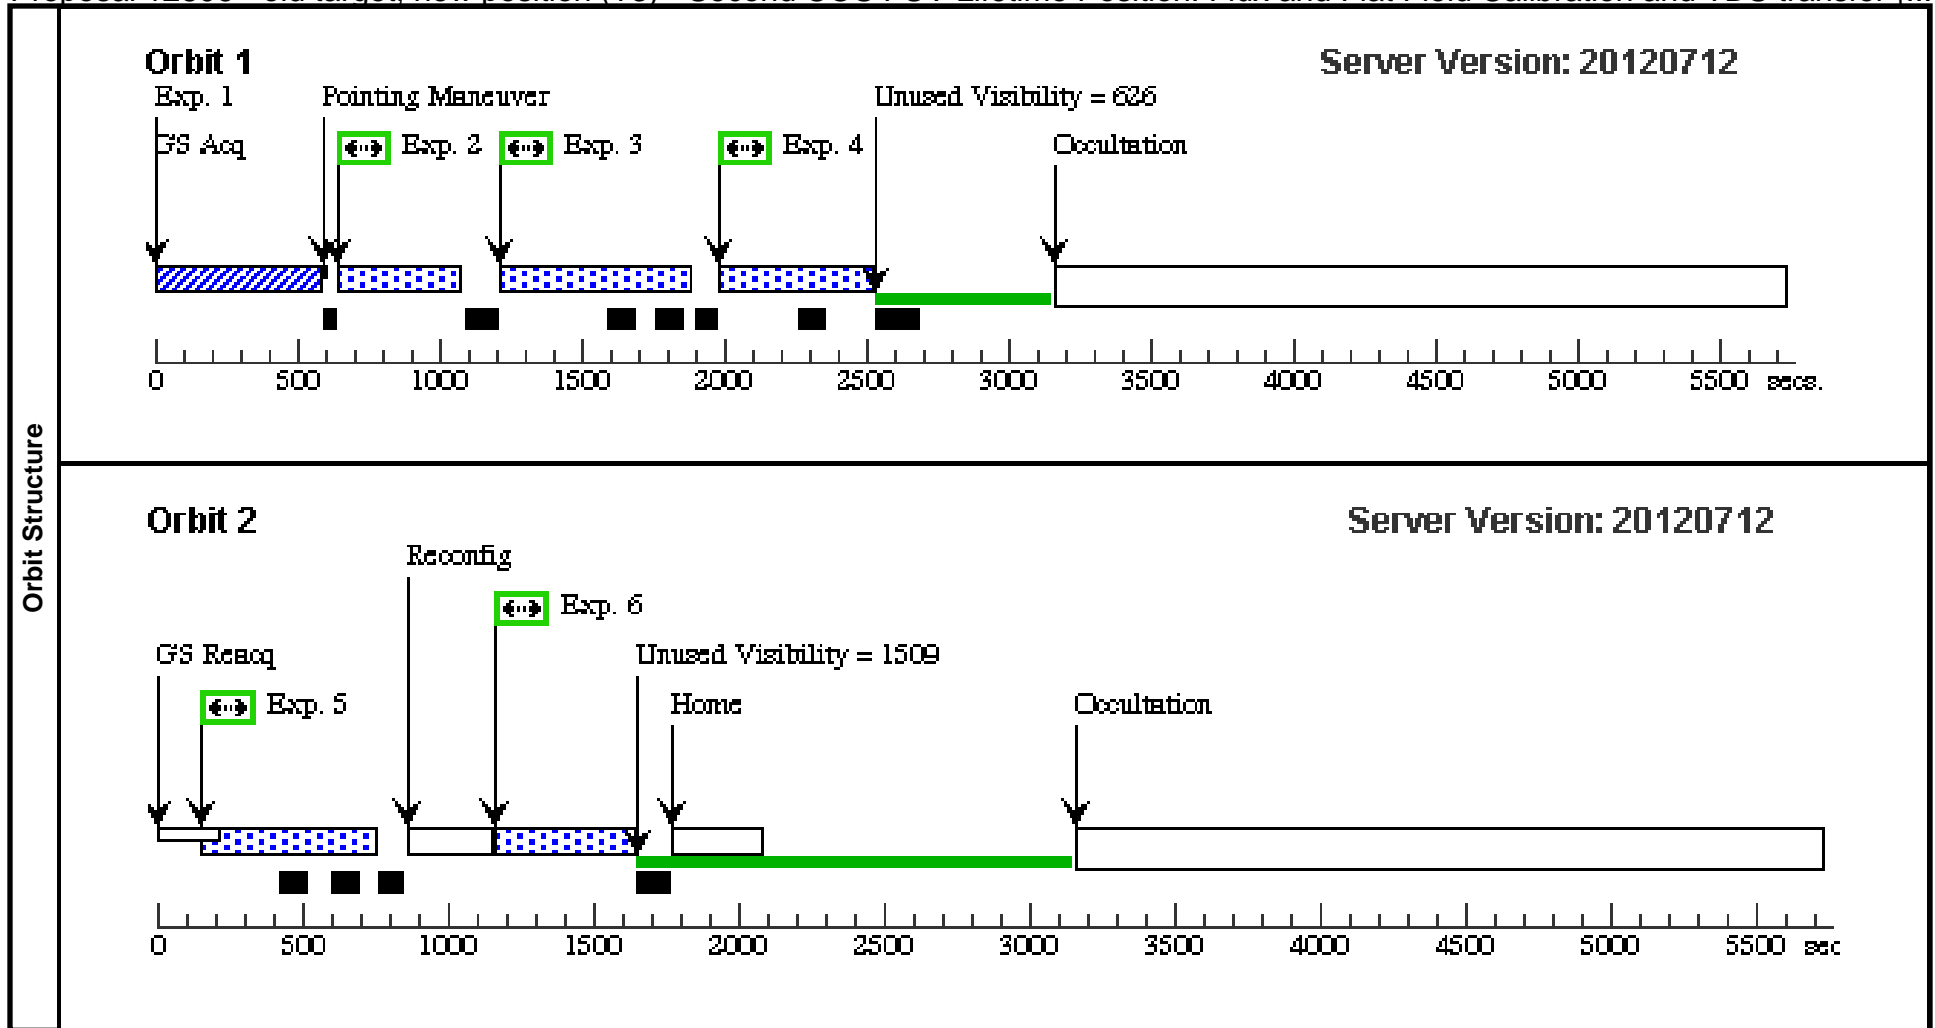 Orbit Structure
Orbit 1
Server Version: 20120712
Exp. 1
Pointing Maneuver
Unused Visibility = 626
GS Acq
Exp. 2
Exp. 3
Exp. 4
Occultation
0 500 1000 1500 2000 2500 3000 3500 4000 4500 5000 5500 secs.
Orbit 2
Server Version: 20120712
Reconfig
Exp. 6
GS Reacq
Unused Visibility = 1509
Exp. 5
Home
Occultation
0 500 1000 1500 2000 2500 3000 3500 4000 4500 5000 5500 sec